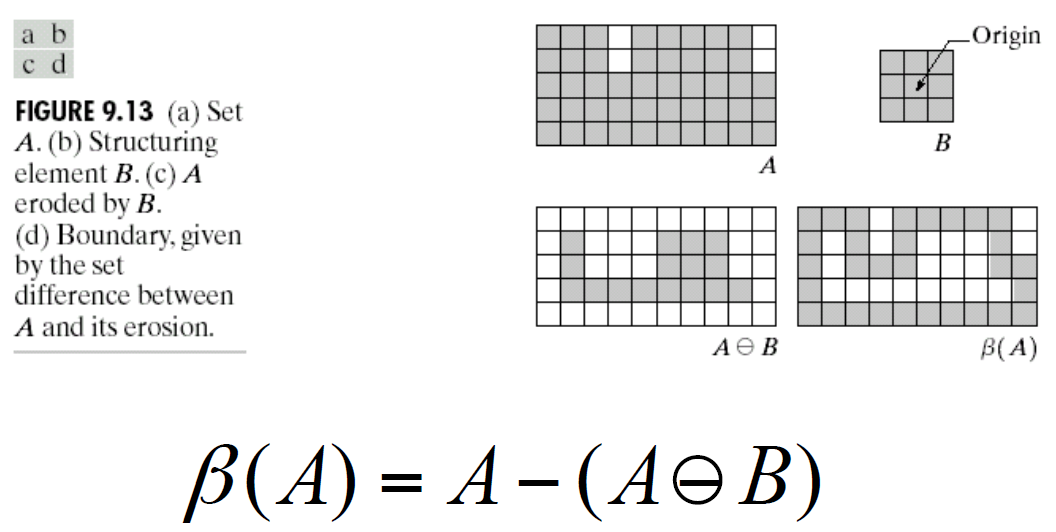 a b
c d
FIGURE 9.13 (a) Set
A. (b) Structuring
element B. (c) A
eroded by B.
(d) Boundary, given
by the set
difference between
A and its erosion.
Origin
A
B
A ⊖ B
β(A)
β(A) = A − (A ⊖ B)